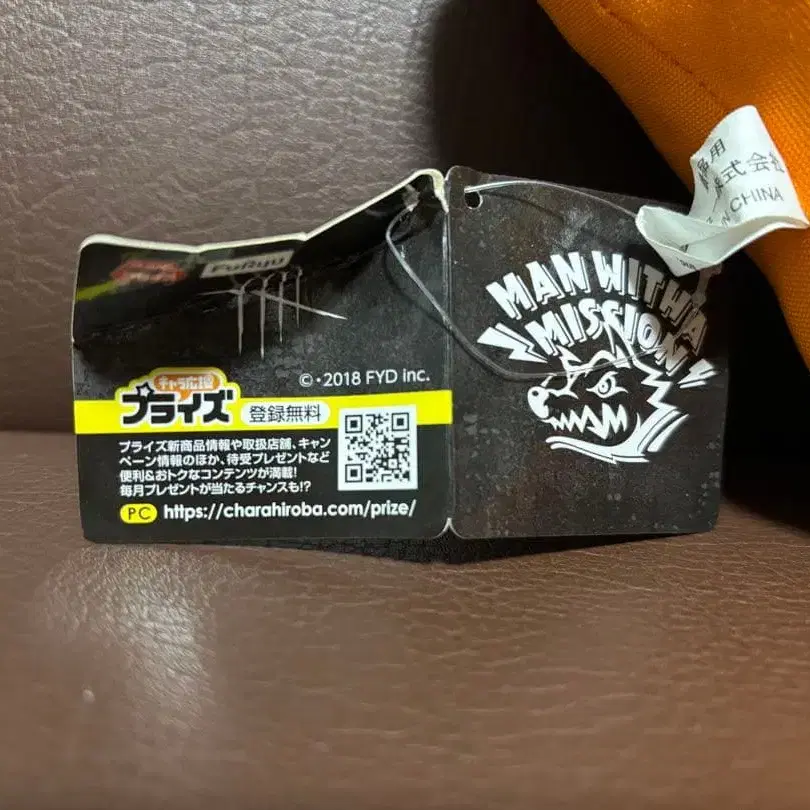 FuRyu
©・2018 FYD inc.
キャラ広場
プライズ 登録無料
プライズ新商品情報や取扱店舗、キャン
ペーン情報のほか、待受プレゼントなど
便利&おトクなコンテンツが満載!
毎月プレゼントが当たるチャンスも!?
PC https://charahiroba.com/prize/
MAN WITH A
MISSION
品用
株式会社
IN CHINA